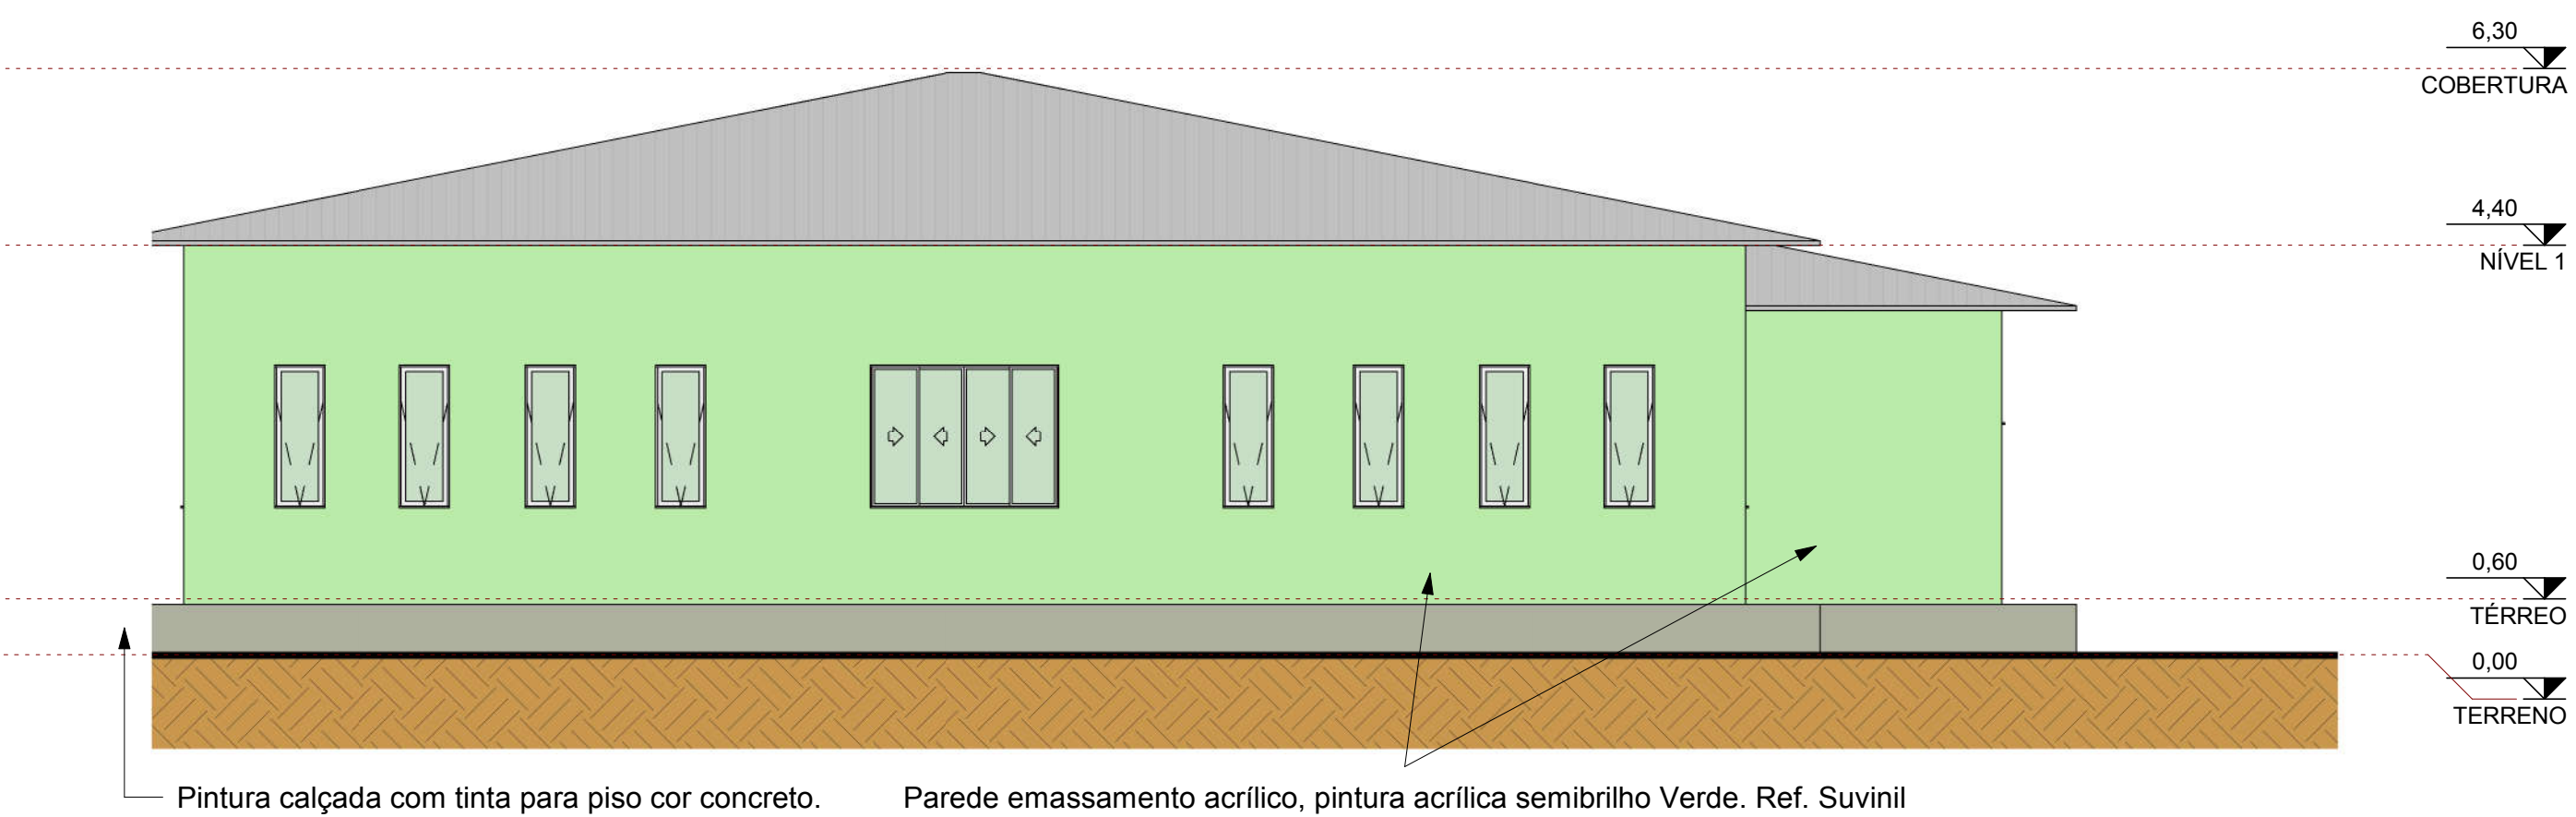 6,30
COBERTURA
4,40
NÍVEL 1
0,60
TÉRREO
0,00
TERRENO
Pintura calçada com tinta para piso cor concreto.
Parede emassamento acrílico, pintura acrílica semibrilho Verde. Ref. Suvinil